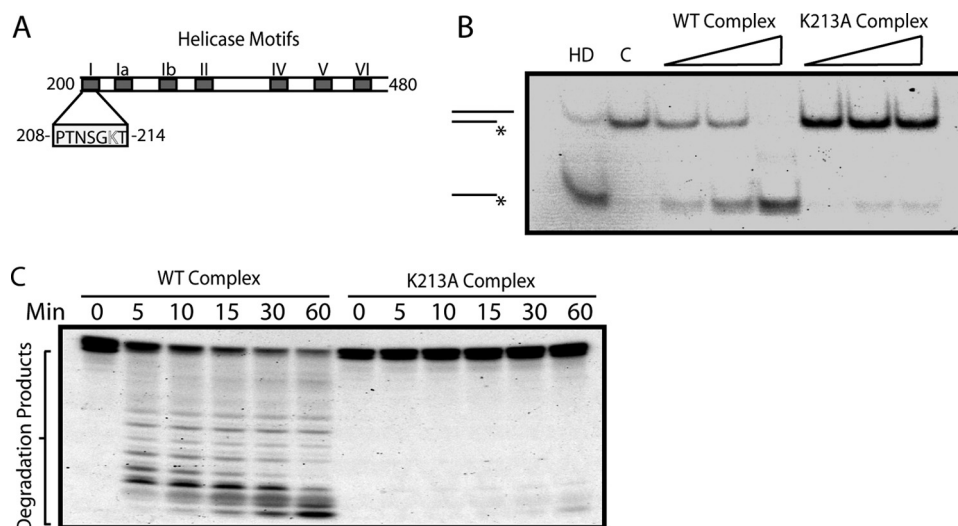 A
Helicase Motifs
I Ia Ib II IV V VI
200 480
208- PTNSGKT -214
B
WT Complex K213A Complex
HD C
*
*
C
WT Complex K213A Complex
Min 0 5 10 15 30 60 0 5 10 15 30 60
Degradation Products